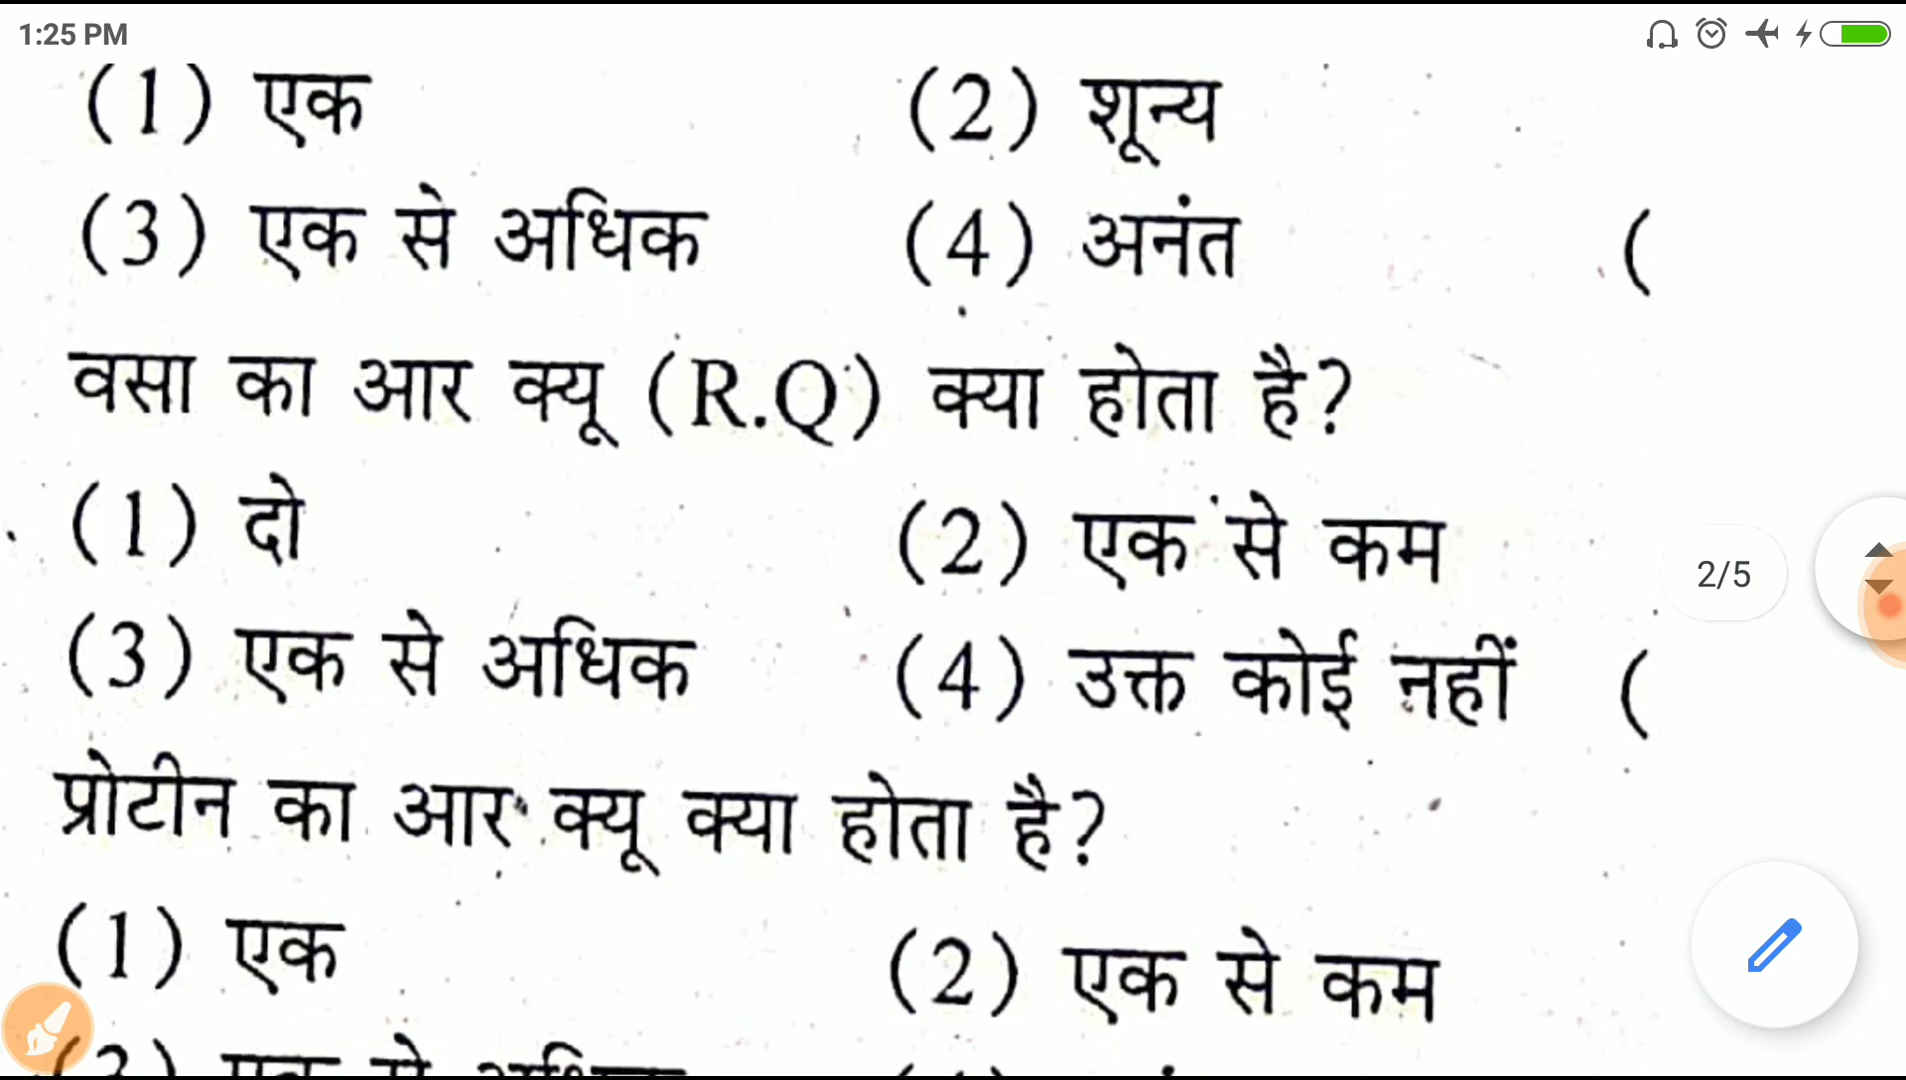 1:25 PM
(1) एक (2) शून्य
(3) एक से अधिक (4) अनंत (
वसा का आर क्यू (R.Q) क्या होता है?
(1) दो (2) एक से कम
(3) एक से अधिक (4) उक्त कोई नहीं (
2/5
प्रोटीन का आर क्यू क्या होता है?
(1) एक (2) एक से कम